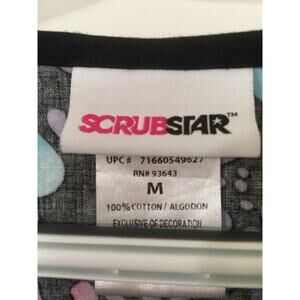 SCRUBSTAR™
UPC # 71660549627
RN# 93643
M
100% COTTON / ALGODON
EXCLUSIVE OF DECORATION